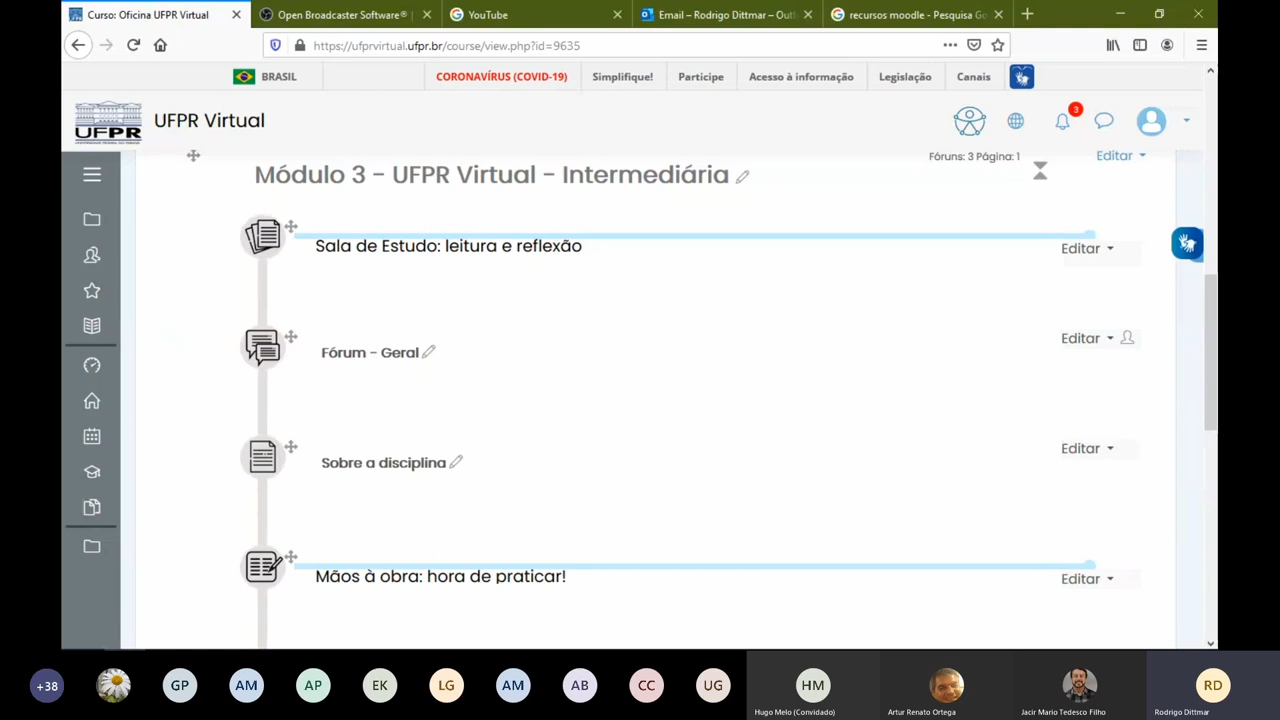 Curso: Oficina UFPR Virtual
Open Broadcaster Software®
YouTube
Email – Rodrigo Dittmar – Outl
recursos moodle - Pesquisa Go
https://ufprvirtual.ufpr.br/course/view.php?id=9635
BRASIL
CORONAVÍRUS (COVID-19)
Simplifique!
Participe
Acesso à informação
Legislação
Canais
UFPR
UFPR Virtual
3
Fóruns: 3 Página: 1
Editar
Módulo 3 - UFPR Virtual - Intermediária
Sala de Estudo: leitura e reflexão
Editar
Fórum - Geral
Editar
Sobre a disciplina
Editar
Mãos à obra: hora de praticar!
Editar
+38
GP
AM
AP
EK
LG
AM
AB
CC
UG
HM
RD
Hugo Melo (Convidado)
Artur Renato Ortega
Jacir Mario Tedesco Filho
Rodrigo Dittmar